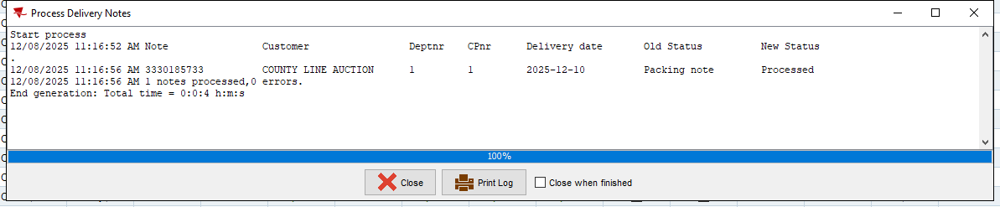 Process Delivery Notes
Start process
12/08/2025 11:16:52 AM Note Customer Deptnr CPnr Delivery date Old Status New Status
.
12/08/2025 11:16:56 AM 3330185733 COUNTY LINE AUCTION 1 1 2025-12-10 Packing note Processed
12/08/2025 11:16:56 AM 1 notes processed,0 errors.
End generation: Total time = 0:0:4 h:m:s
100%
Close Print Log Close when finished